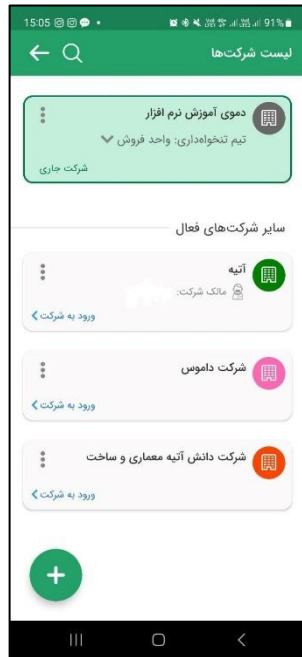 15:05
91%
لیست شرکت‌ها
دموی آموزش نرم افزار
تیم تنخواه‌داری: واحد فروش
شرکت جاری
سایر شرکت‌های فعال
آتیه
مالک شرکت:
ورود به شرکت
شرکت داموس
ورود به شرکت
شرکت دانش آتیه معماری و ساخت
ورود به شرکت